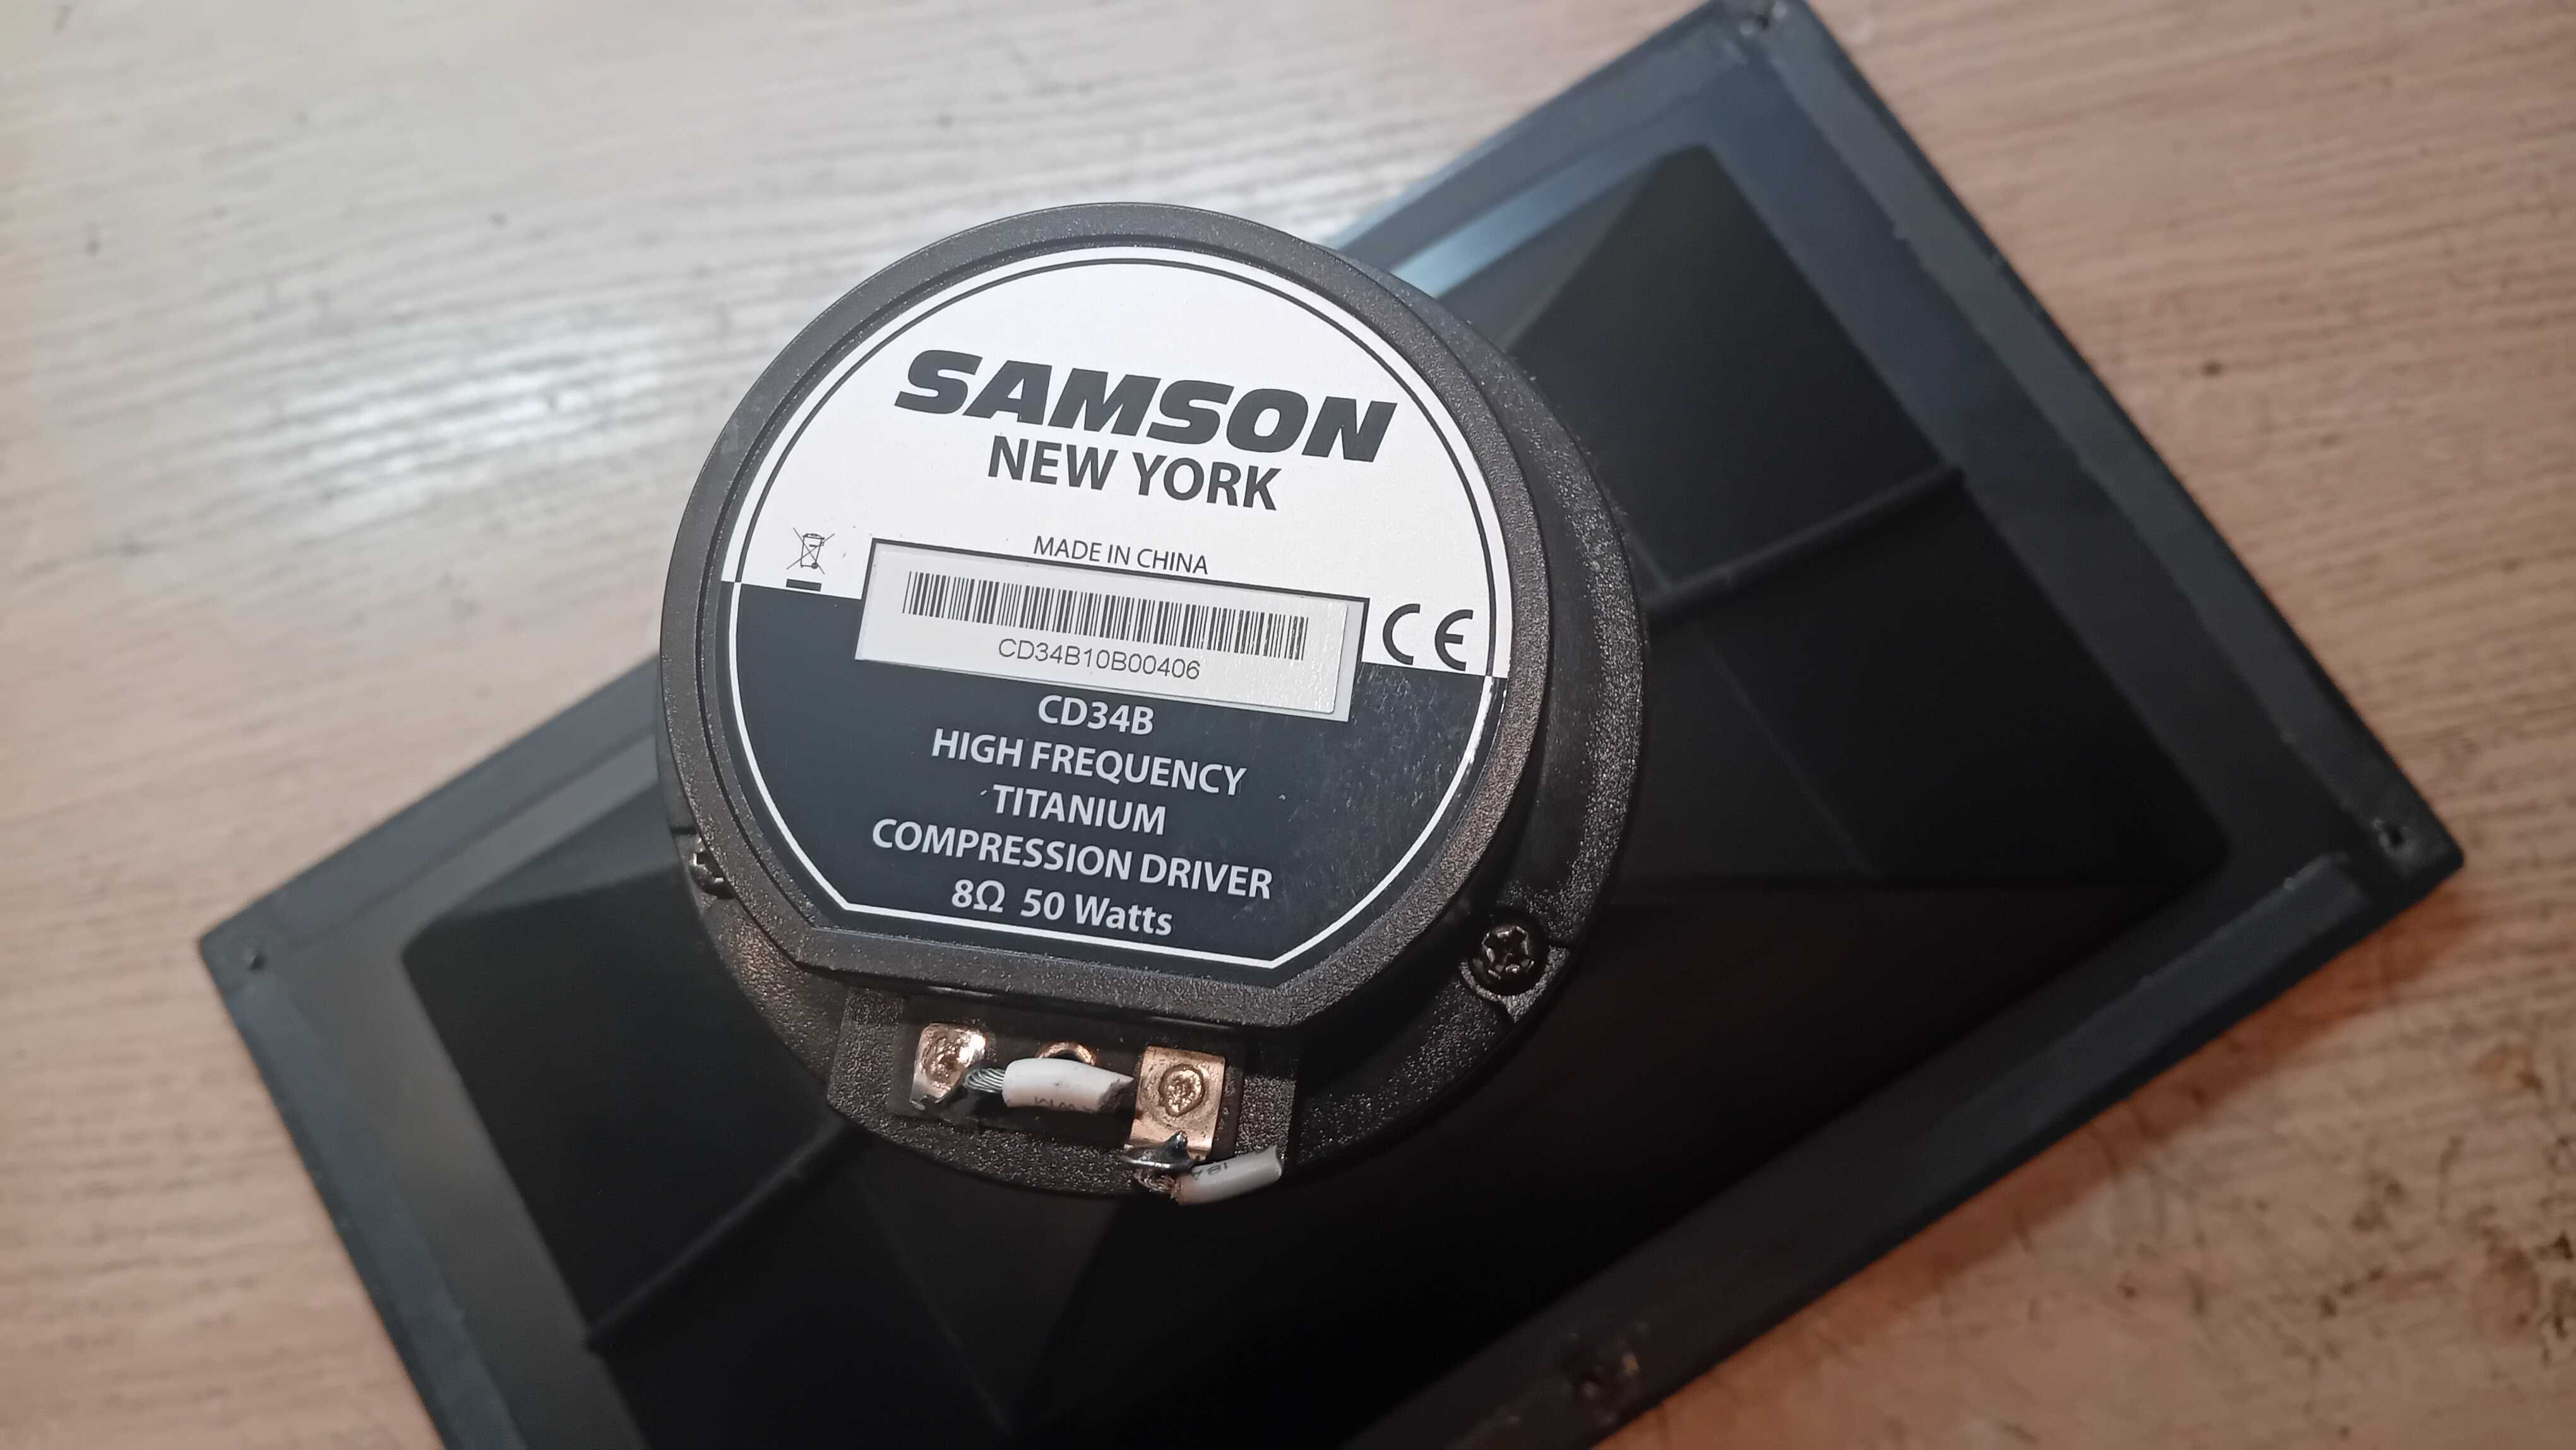 SAMSON
NEW YORK
MADE IN CHINA
CE
CD34B10B00406
CD34B
HIGH FREQUENCY
TITANIUM
COMPRESSION DRIVER
8Ω 50 Watts